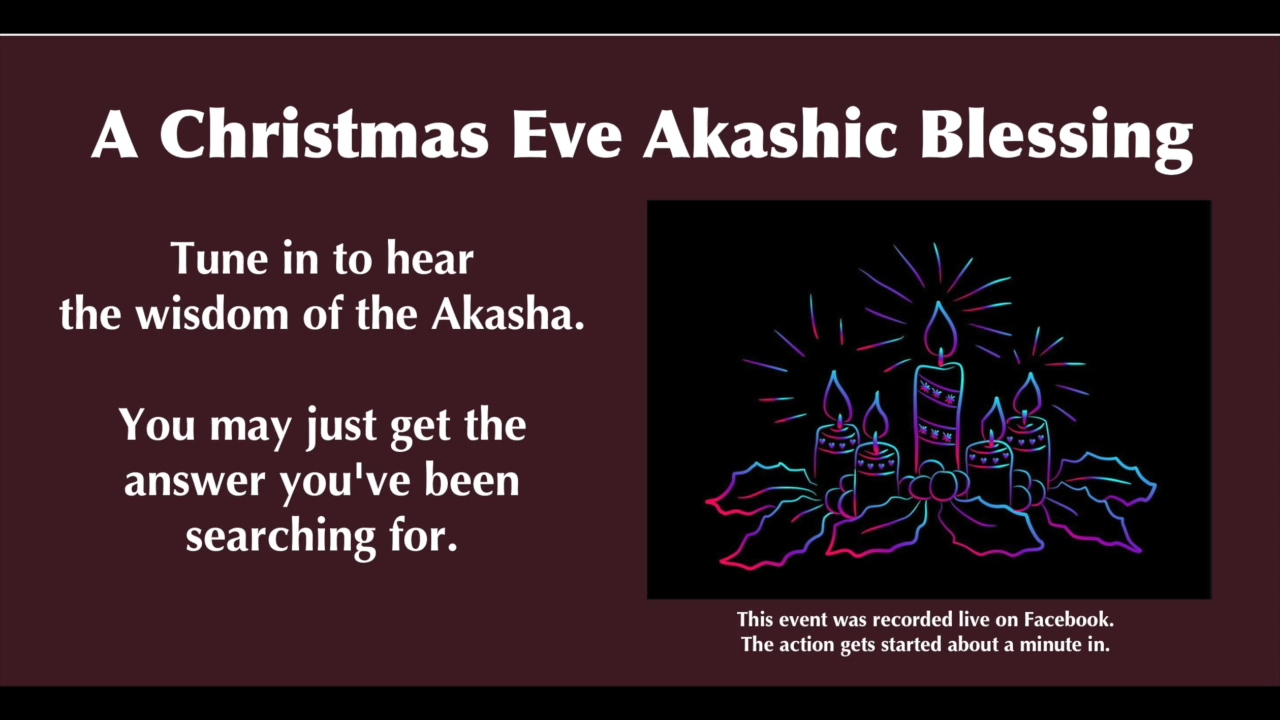 A Christmas Eve Akashic Blessing
Tune in to hear
the wisdom of the Akasha.
You may just get the
answer you've been
searching for.
This event was recorded live on Facebook.
The action gets started about a minute in.